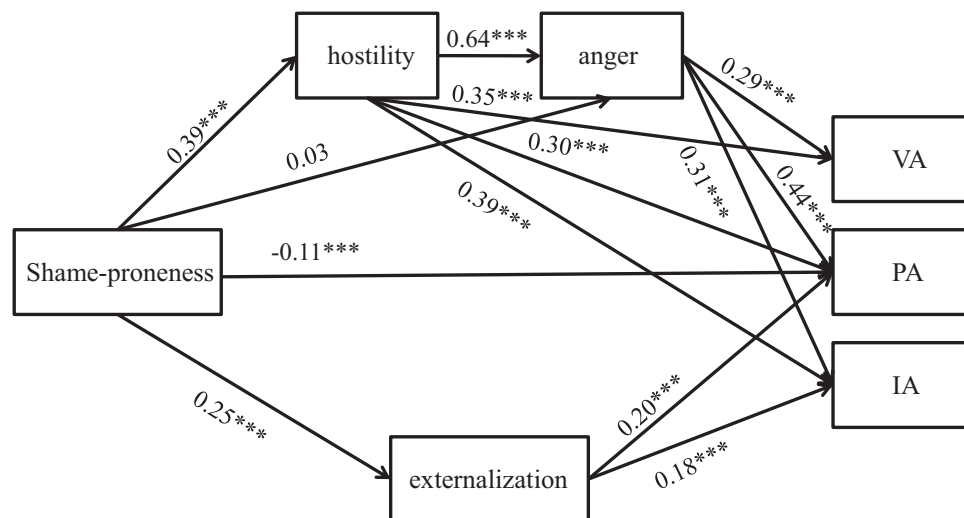 hostility
0.64***
anger
0.29***
0.35***
0.39***
0.03
0.30***
0.31***
0.44***
VA
0.39***
Shame-proneness
-0.11***
PA
IA
0.25***
0.20***
externalization
0.18***